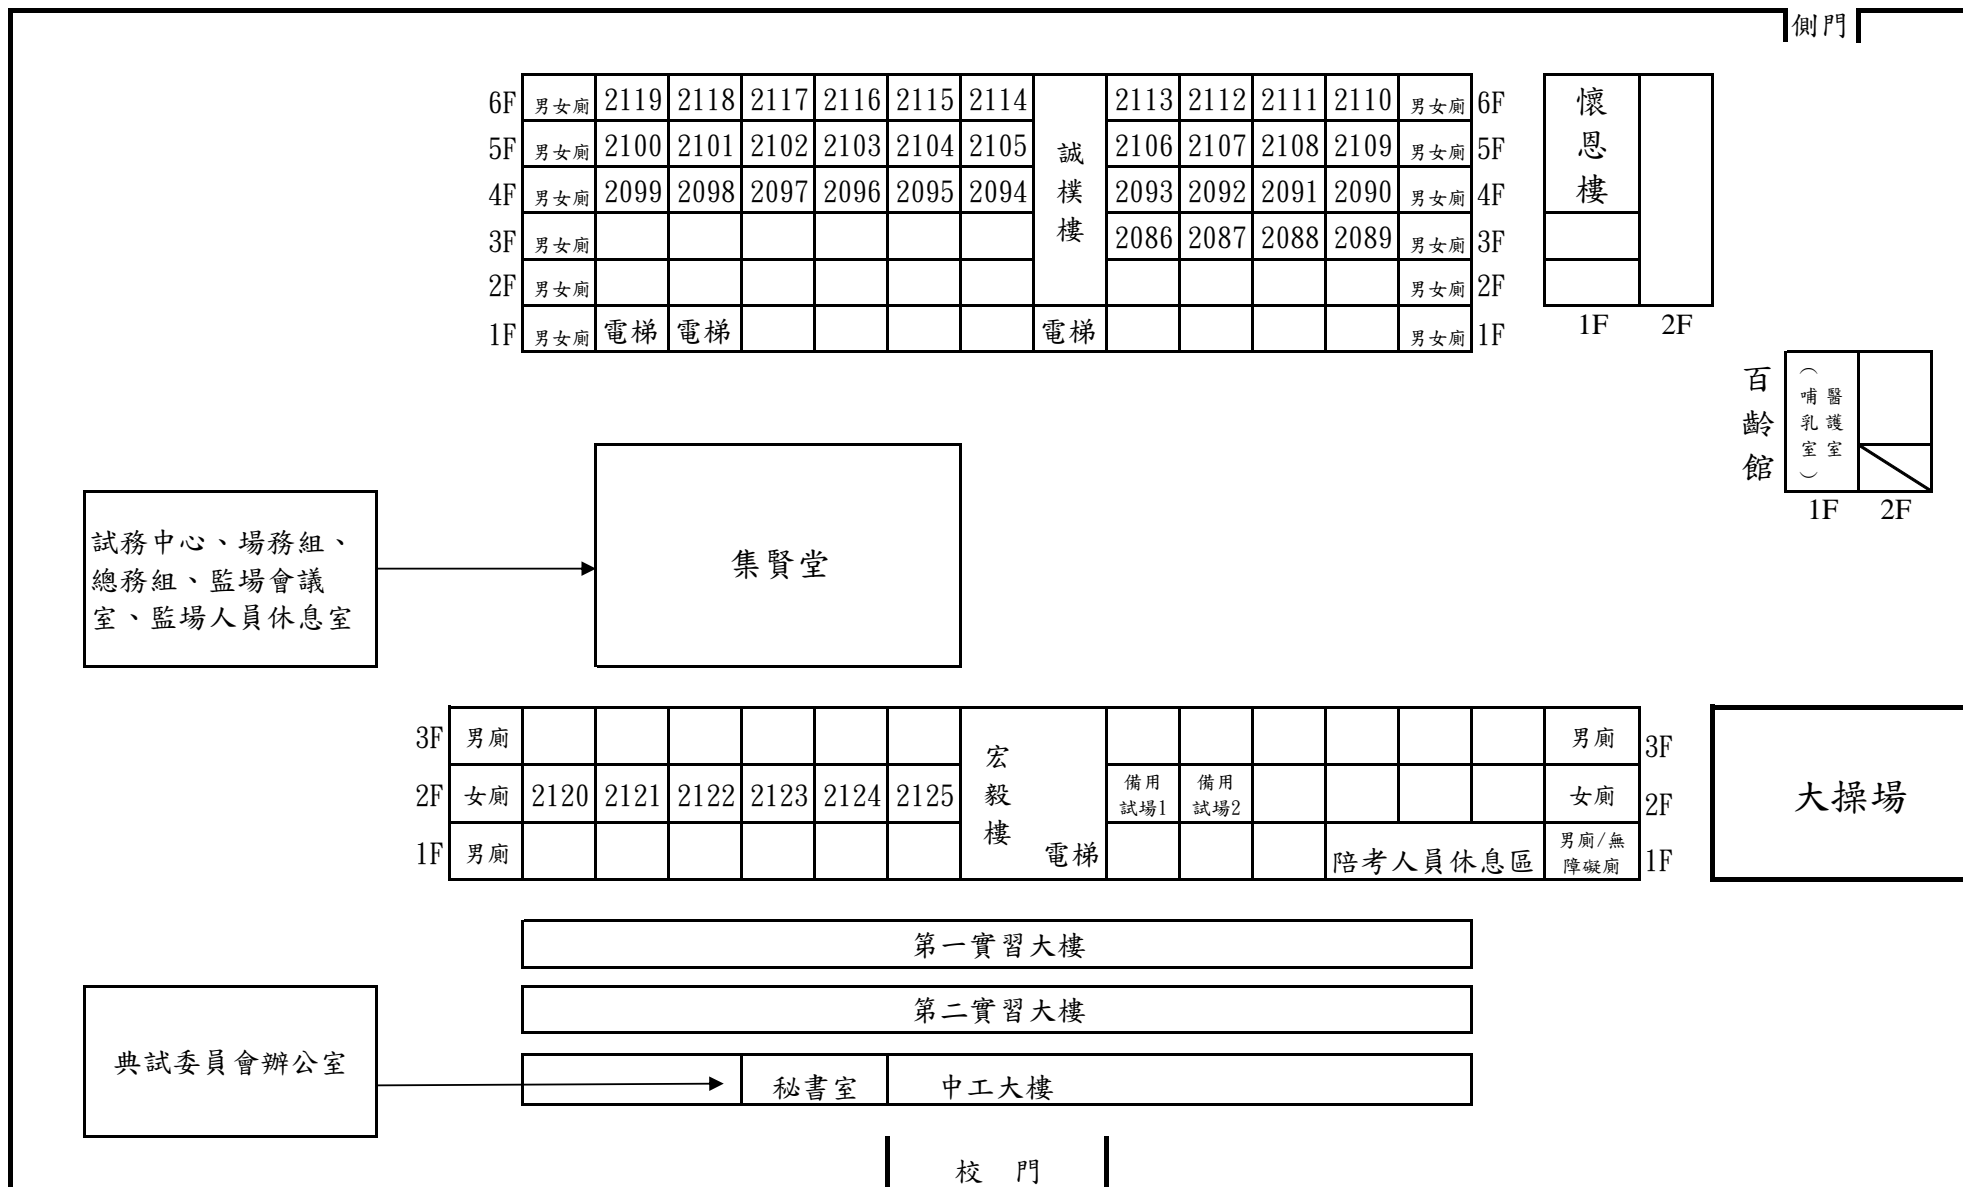 側門
6F 男女廁 2119 2118 2117 2116 2115 2114 2113 2112 2111 2110 男女廁 6F
5F 男女廁 2100 2101 2102 2103 2104 2105 2106 2107 2108 2109 男女廁 5F
4F 男女廁 2099 2098 2097 2096 2095 2094 2093 2092 2091 2090 男女廁 4F
3F 男女廁 2086 2087 2088 2089 男女廁 3F
2F 男女廁 男女廁 2F
1F 男女廁 電梯 電梯 電梯 男女廁 1F
誠樸樓
懷恩樓
1F 2F
百齡館
醫護室
（哺乳室）
1F 2F
試務中心、場務組、
總務組、監場會議
室、監場人員休息室
集賢堂
3F 男廁 男廁 3F
2F 女廁 2120 2121 2122 2123 2124 2125 備用試場1 備用試場2 女廁 2F
1F 男廁 電梯 陪考人員休息區 男廁/無障礙廁 1F
宏毅樓
大操場
第一實習大樓
第二實習大樓
典試委員會辦公室
秘書室 中工大樓
校 門